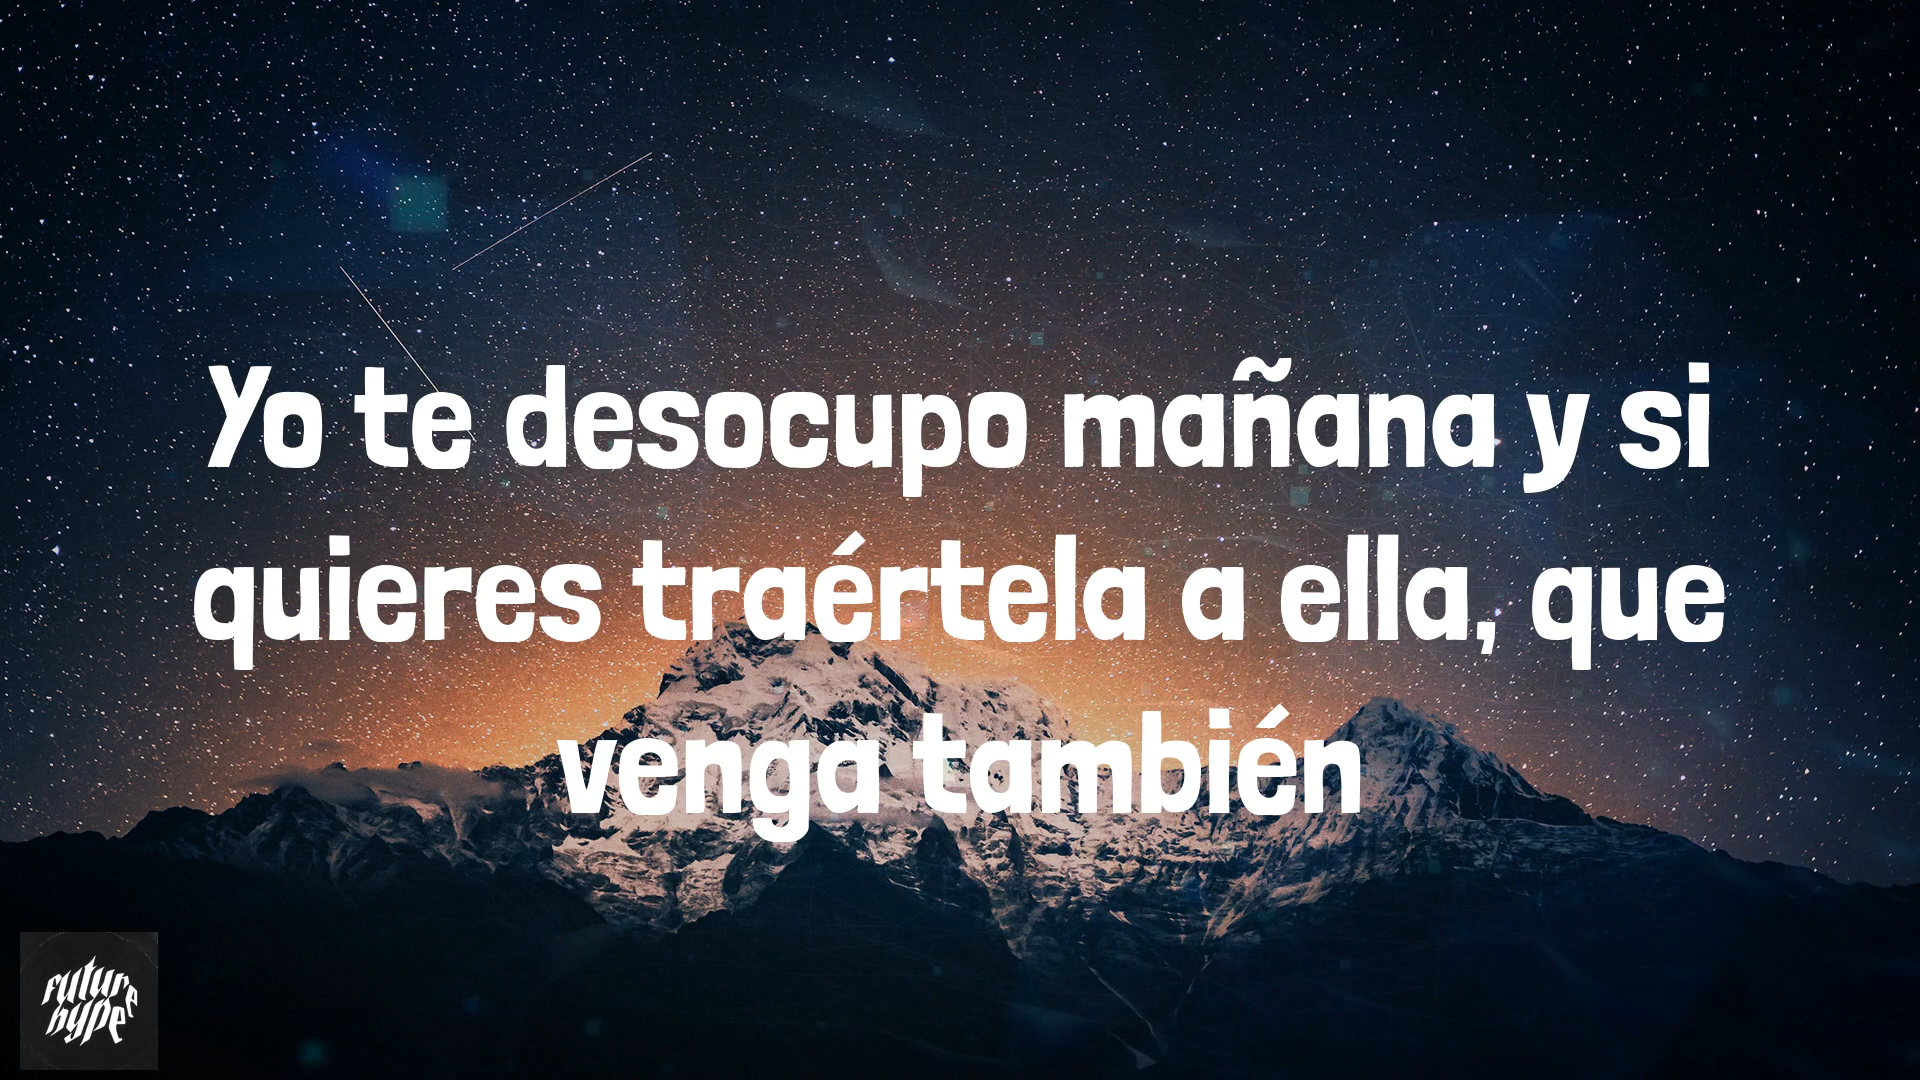 Yo te desocupo mañana y si
quieres traértela a ella, que
venga también
future
hype